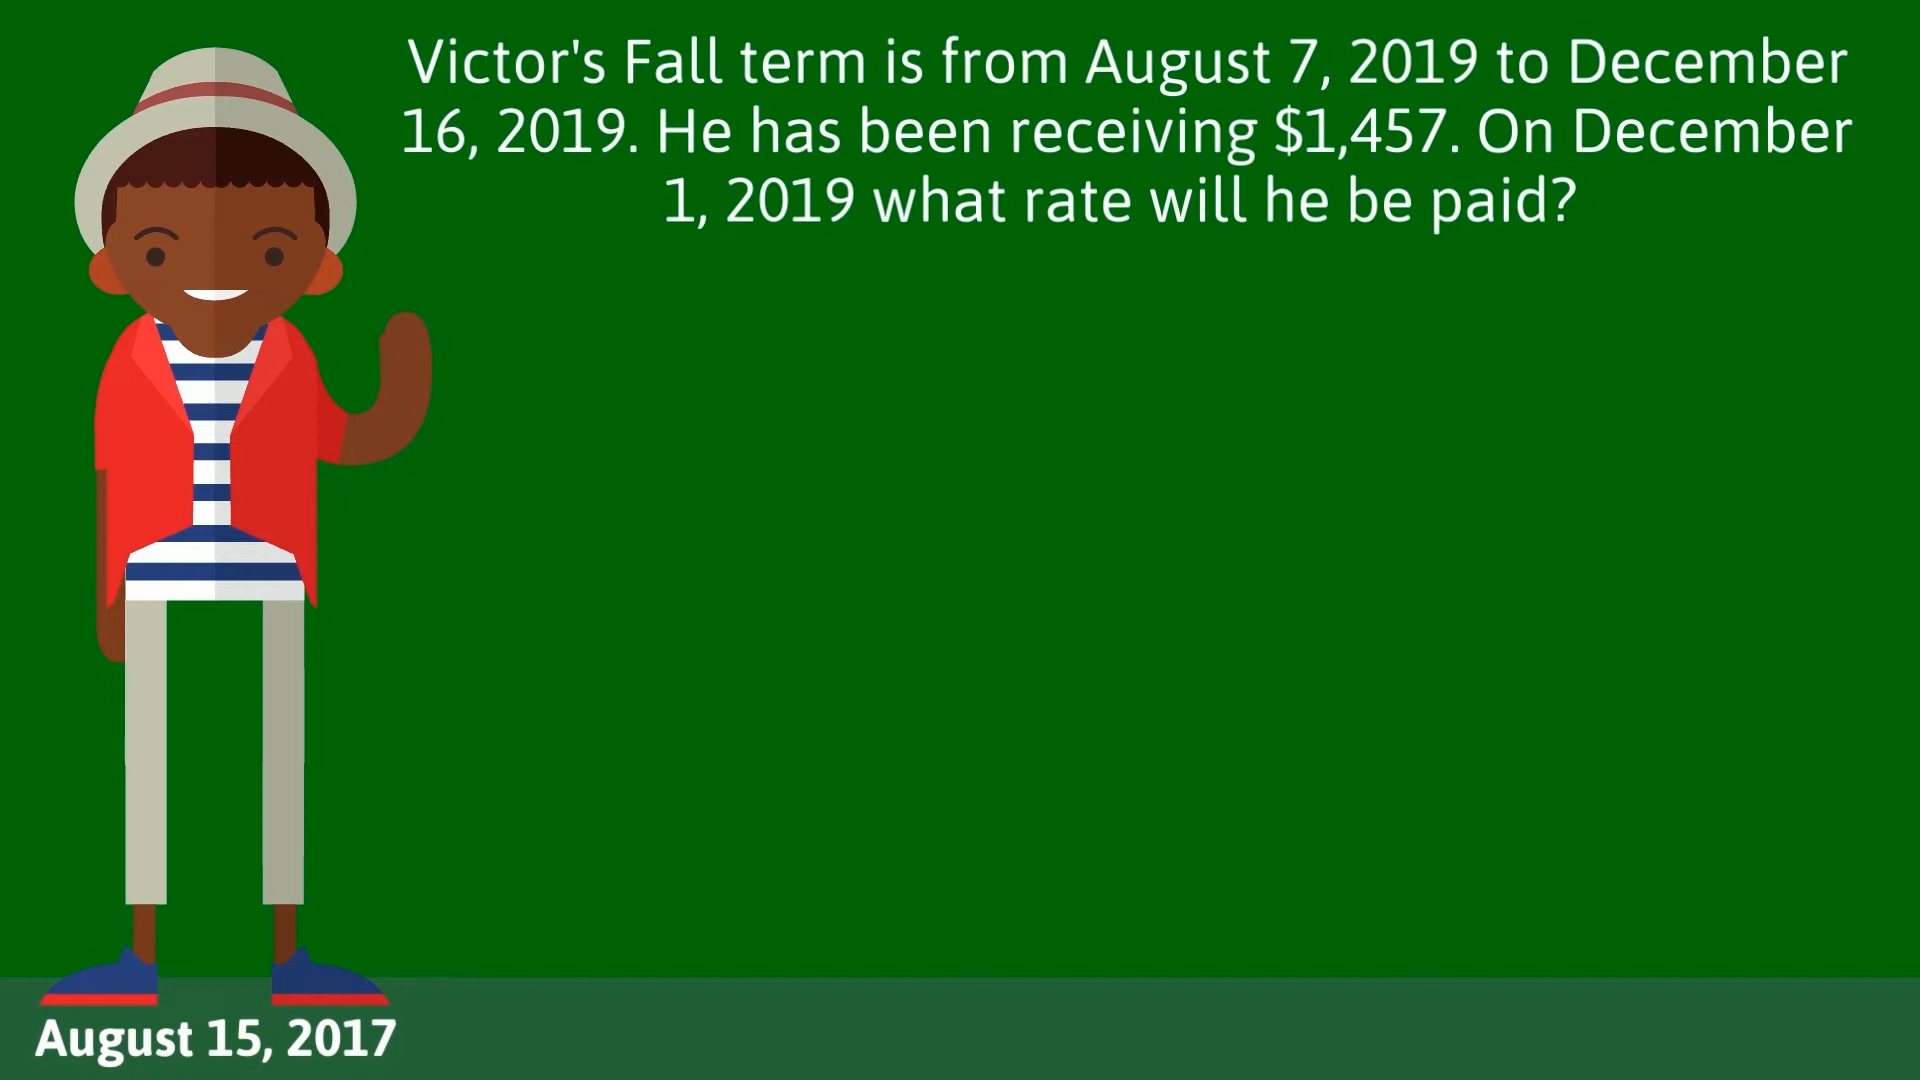 Victor's Fall term is from August 7, 2019 to December
16, 2019. He has been receiving $1,457. On December
1, 2019 what rate will he be paid?
August 15, 2017